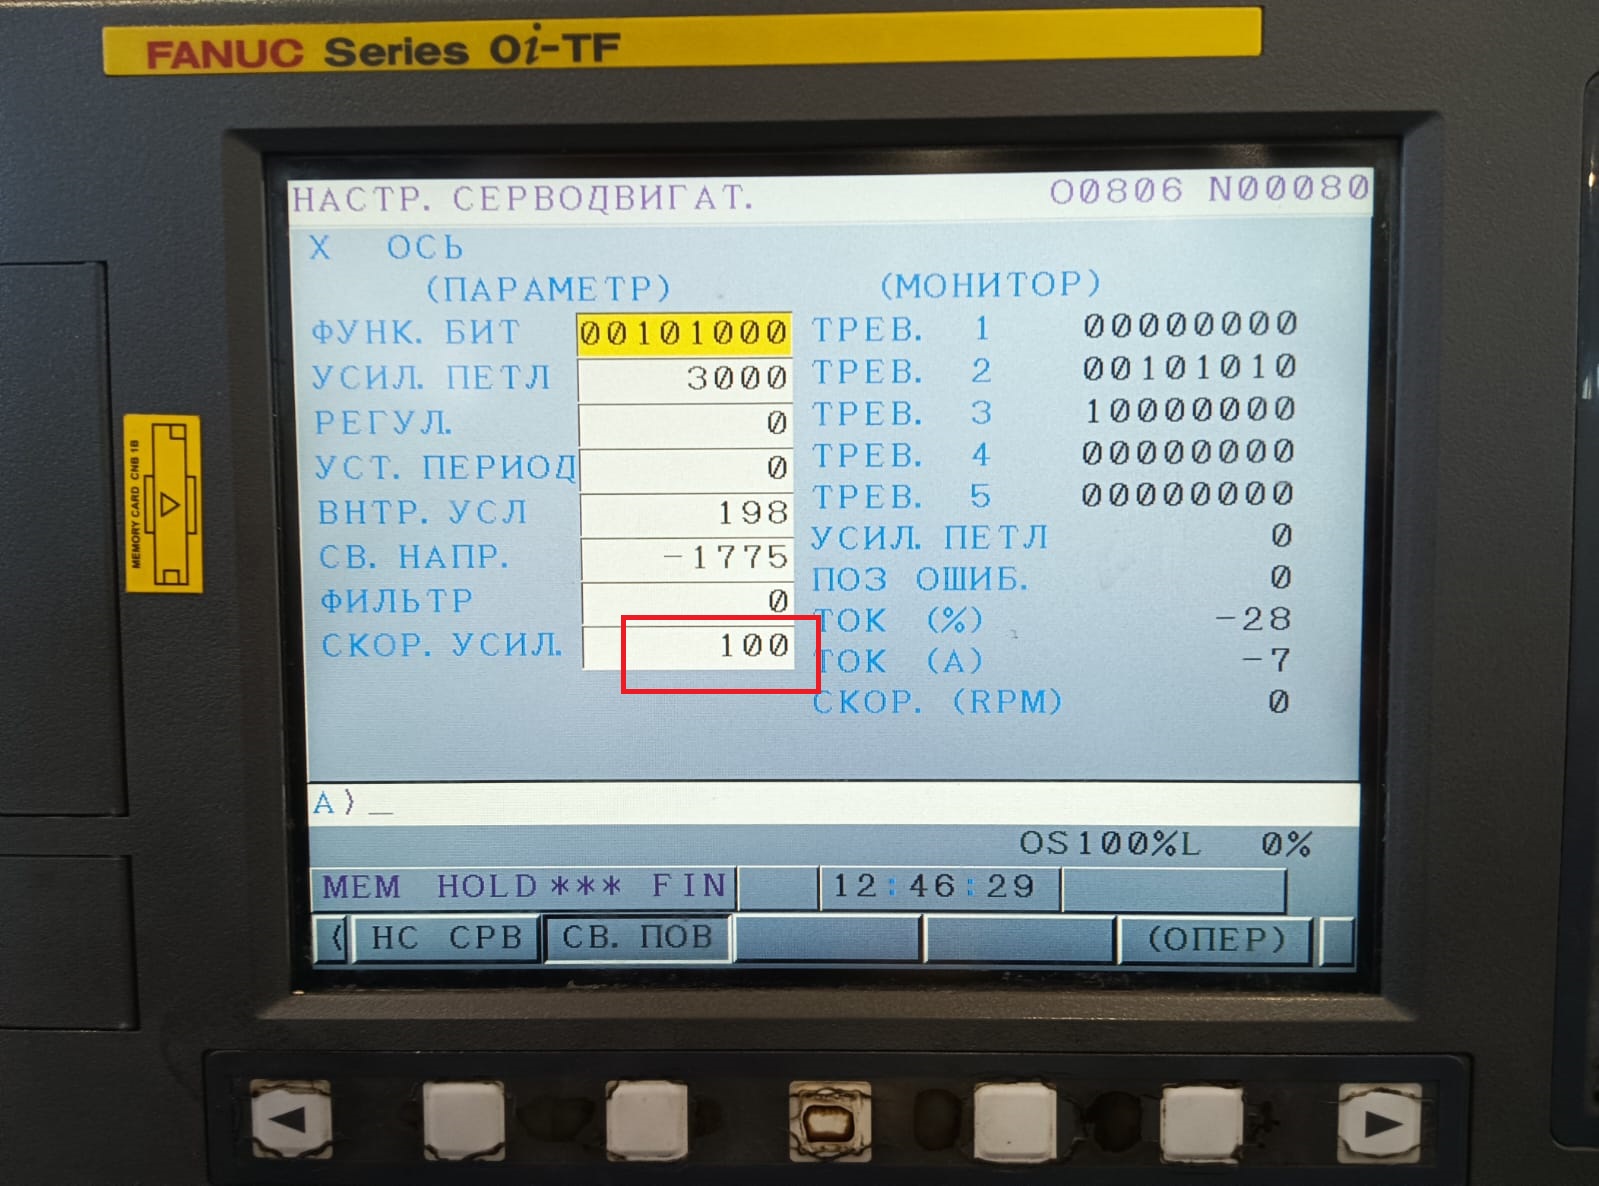 FANUC Series 0i-TF
НАСТР. СЕРВОДВИГАТ. O0806 N00080
X ОСЬ
(ПАРАМЕТР) (МОНИТОР)
ФУНК. БИТ 00101000 ТРЕВ. 1 00000000
УСИЛ. ПЕТЛ 3000 ТРЕВ. 2 00101010
РЕГУЛ. 0 ТРЕВ. 3 10000000
УСТ. ПЕРИОД 0 ТРЕВ. 4 00000000
ВНТР. УСЛ 198 ТРЕВ. 5 00000000
СВ. НАПР. -1775 УСИЛ. ПЕТЛ 0
ФИЛЬТР 0 ПОЗ ОШИБ. 0
СКОР. УСИЛ. 100 ТОК (%) -28
ТОК (A) -7
СКОР. (RPM) 0
A)_
OS100%L 0%
MEM HOLD*** FIN 12:46:29
( НС СРВ СВ. ПОВ (ОПЕР)
MEMORY CARD CNB 1B